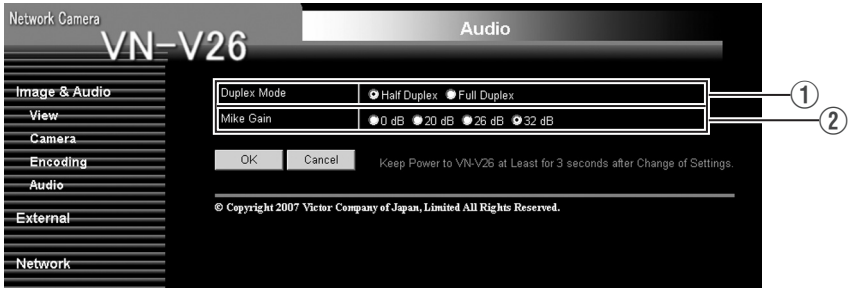 Network Camera
VN-V26
Audio
Image & Audio
View
Camera
Encoding
Audio
External
Network
Duplex Mode Half Duplex Full Duplex ①
Mike Gain 0 dB 20 dB 26 dB 32 dB ②
OK Cancel Keep Power to VN-V26 at Least for 3 seconds after Change of Settings.
© Copyright 2007 Victor Company of Japan, Limited All Rights Reserved.